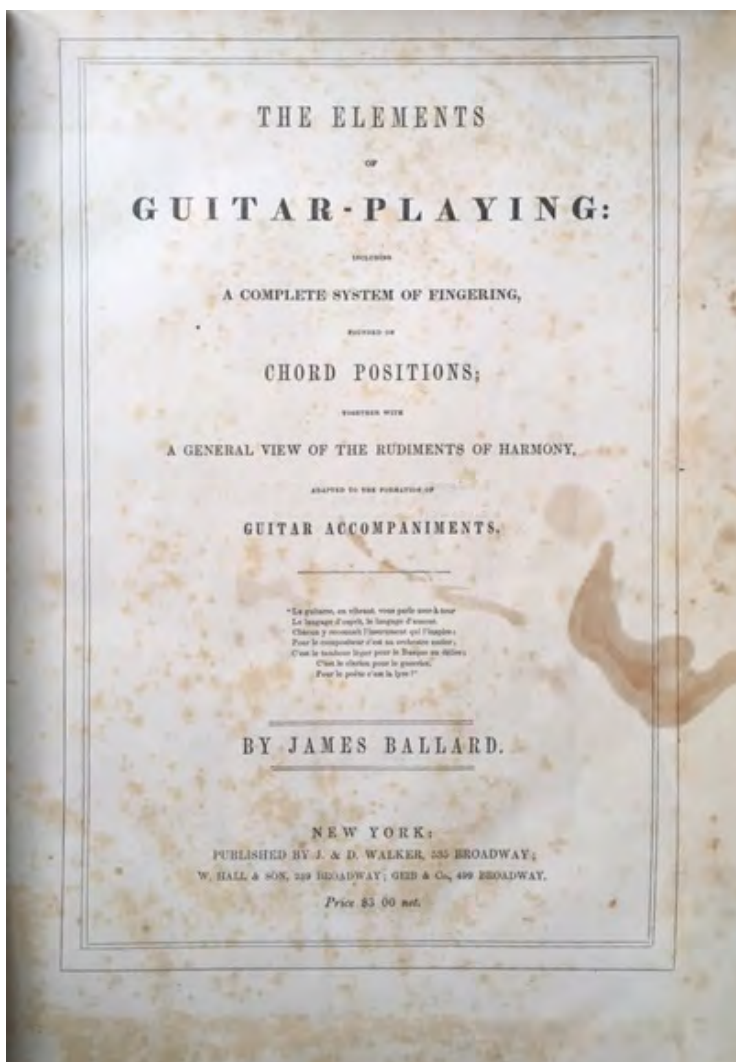 THE ELEMENTS
OF
GUITAR-PLAYING:
INCLUDING
A COMPLETE SYSTEM OF FINGERING,
FOUNDED ON
CHORD POSITIONS;
TOGETHER WITH
A GENERAL VIEW OF THE RUDIMENTS OF HARMONY,
ADAPTED TO THE FORMATION OF
GUITAR ACCOMPANIMENTS.
"La guitare, en vibrant, vous parle tour à tour
Le langage d'esprit, le langage d'amour.
Chacun y reconnaît l'instrument qui l'inspire;
Pour le compositeur c'est un orchestre entier;
C'est le tambour léger pour le Basque en délire;
C'est le clairon pour le guerrier,
Pour le poète c'est la lyre!"
BY JAMES BALLARD.
NEW YORK:
PUBLISHED BY J. & D. WALKER, 535 BROADWAY;
W. HALL & SON, 239 BROADWAY; GEIB & Co., 499 BROADWAY.
Price $5 00 net.